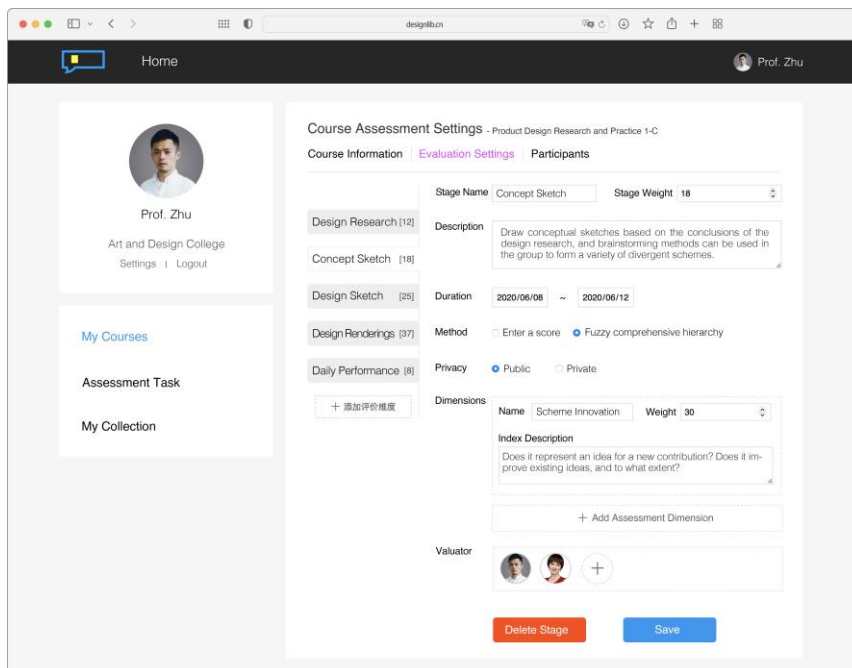 designlib.cn
Home
Prof. Zhu
Prof. Zhu
Art and Design College
Settings | Logout
My Courses
Assessment Task
My Collection
Course Assessment Settings - Product Design Research and Practice 1-C
Course Information
Evaluation Settings
Participants
Design Research [12]
Concept Sketch [18]
Design Sketch [25]
Design Renderings [37]
Daily Performance [8]
+ 添加评价维度
Stage Name Concept Sketch Stage Weight 18
Description
Draw conceptual sketches based on the conclusions of the
design research, and brainstorming methods can be used in
the group to form a variety of divergent schemes.
Duration 2020/06/08 ~ 2020/06/12
Method Enter a score Fuzzy comprehensive hierarchy
Privacy Public Private
Dimensions
Name Scheme Innovation Weight 30
Index Description
Does it represent an idea for a new contribution? Does it im-
prove existing ideas, and to what extent?
+ Add Assessment Dimension
Valuator
Delete Stage
Save